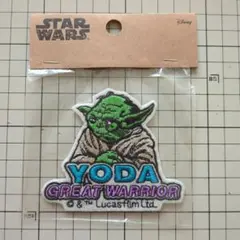 STAR
WARS
Disney
YODA
GREAT WARRIOR
© & ™ Lucasfilm Ltd.